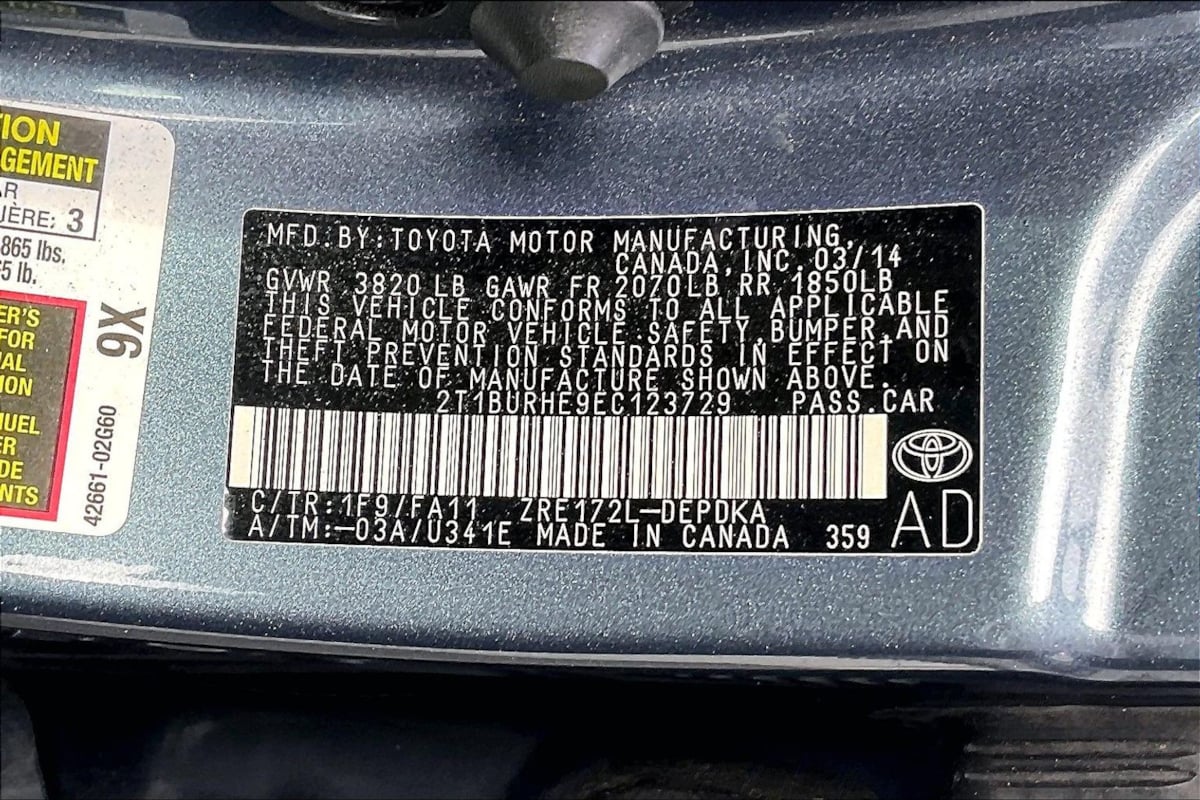 TION
GEMENT
AR
IÈRE: 3
865 lbs.
5 lb.
ER'S
FOR
AL
ION
UEL
ER
DE
NTS
9X
42661-02G60
MFD.BY:TOYOTA MOTOR MANUFACTURING,
CANADA,INC.03/14
GVWR 3820 LB GAWR FR 2070LB RR 1850LB
THIS VEHICLE CONFORMS TO ALL APPLICABLE
FEDERAL MOTOR VEHICLE SAFETY,BUMPER,AND
THEFT PREVENTION STANDARDS IN EFFECT ON
THE DATE OF MANUFACTURE SHOWN ABOVE.
2T1BURHE9EC123729 PASS.CAR
C/TR:1F9/FA11 ZRE172L-DEPDKA
A/TM:-03A/U341E MADE IN CANADA 359
AD